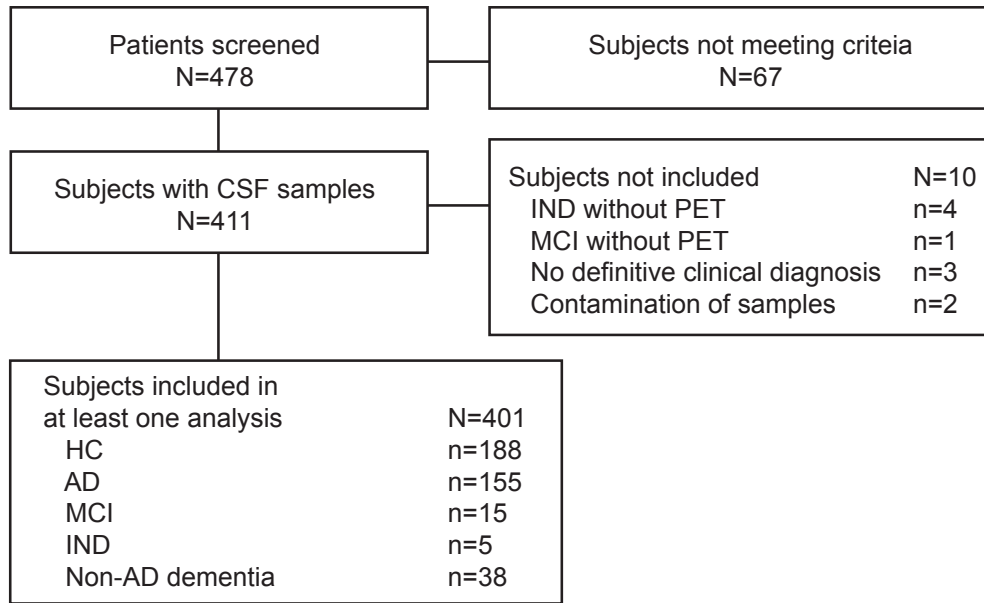 Patients screened
N=478
Subjects not meeting criteia
N=67
Subjects with CSF samples
N=411
Subjects not included N=10
IND without PET n=4
MCI without PET n=1
No definitive clinical diagnosis n=3
Contamination of samples n=2
Subjects included in
at least one analysis N=401
HC n=188
AD n=155
MCI n=15
IND n=5
Non-AD dementia n=38